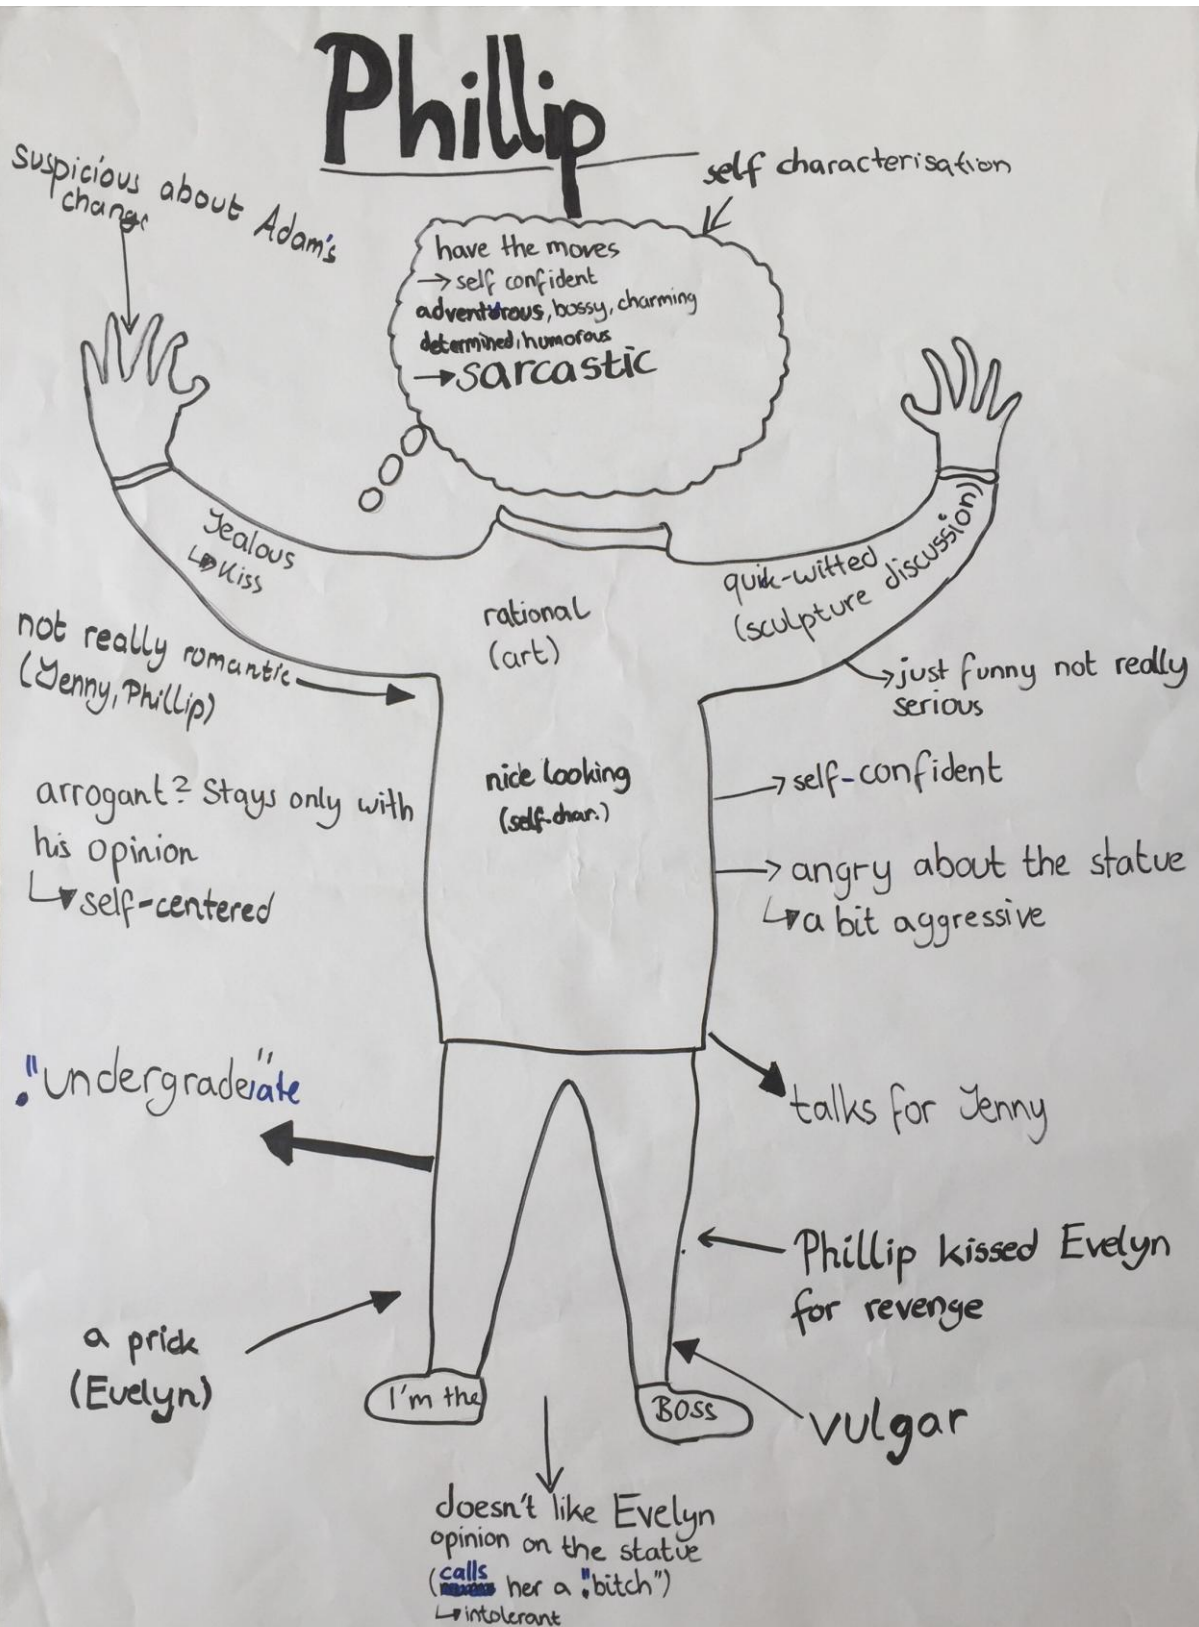 Phillip
suspicious about Adam's
change
self characterisation
have the moves
→ self confident
adventurous, bossy, charming
determined, humorous
→ sarcastic
Jealous
↳ Kiss
quik-witted
(sculpture discussion)
rational
(art)
not really romantic
(Jenny, Phillip)
→ just funny not really
serious
nice looking
(self-char.)
→ self-confident
arrogant? Stays only with
his opinion
↳ self-centered
→ angry about the statue
↳ a bit aggressive
"undergradeiate"
talks for Jenny
Phillip kissed Evelyn
for revenge
a prick
(Evelyn)
I'm the
BOSS
vulgar
doesn't like Evelyn
opinion on the statue
(calls her a "bitch")
↳ intolerant